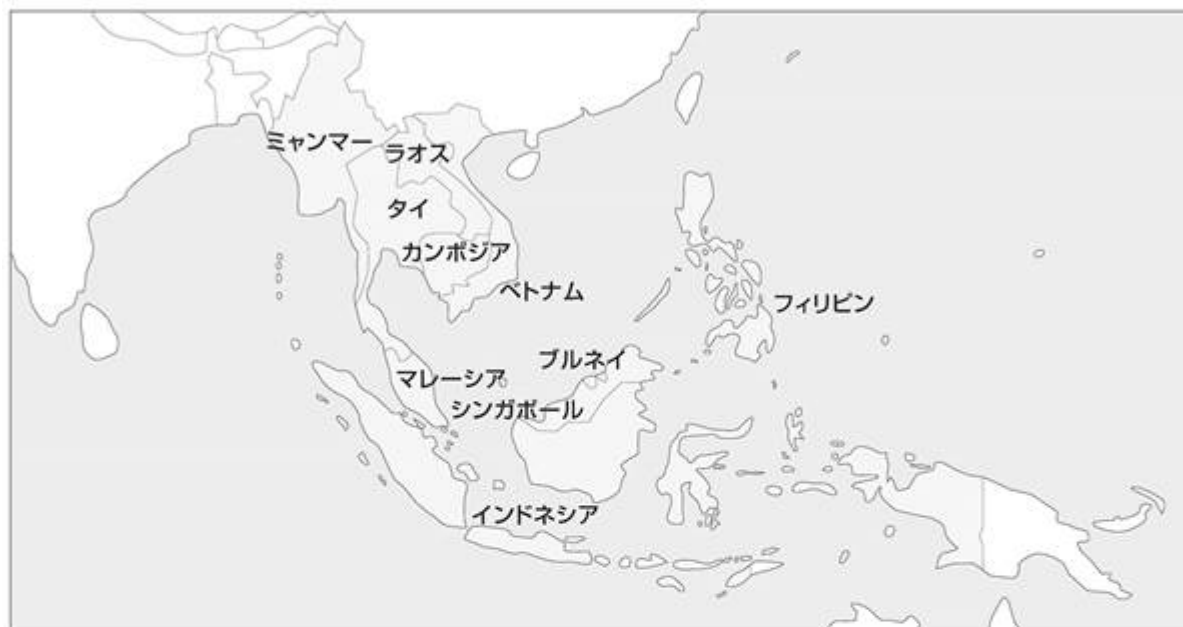 ミャンマー
ラオス
タイ
カンボジア
ベトナム
フィリピン
ブルネイ
マレーシア
シンガポール
インドネシア